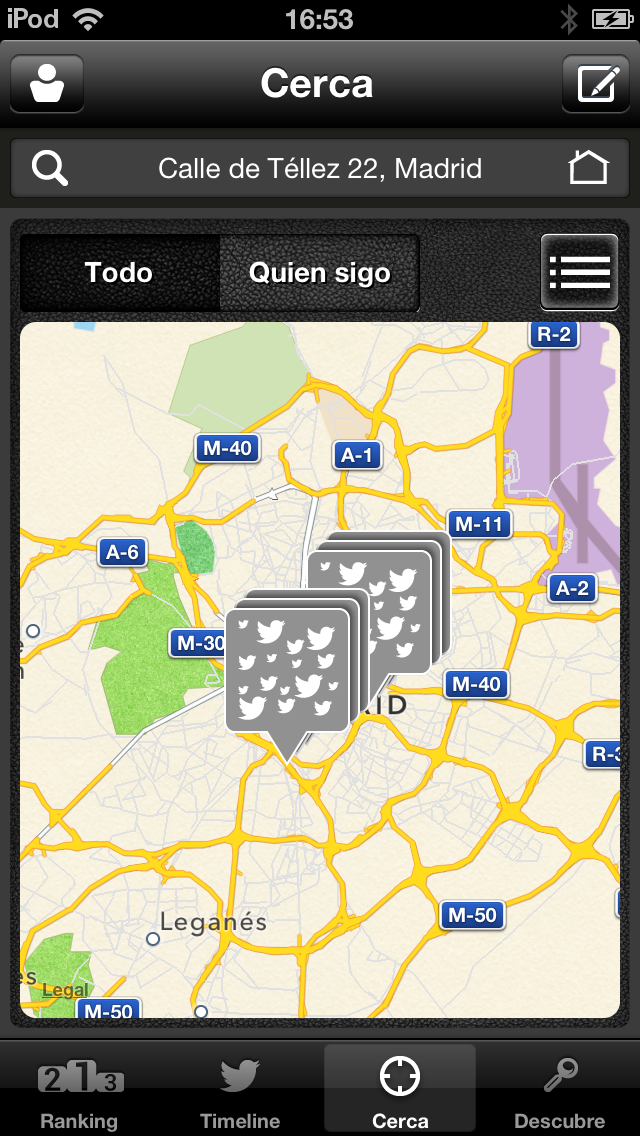 iPod 16:53
Cerca
Calle de Téllez 22, Madrid
Todo Quien sigo
R-2
M-40 A-1
M-11
A-6
A-2
M-30
M-40
RID
R-3
Leganés
M-50
Legal
M-50
2 1 3
Ranking Timeline Cerca Descubre